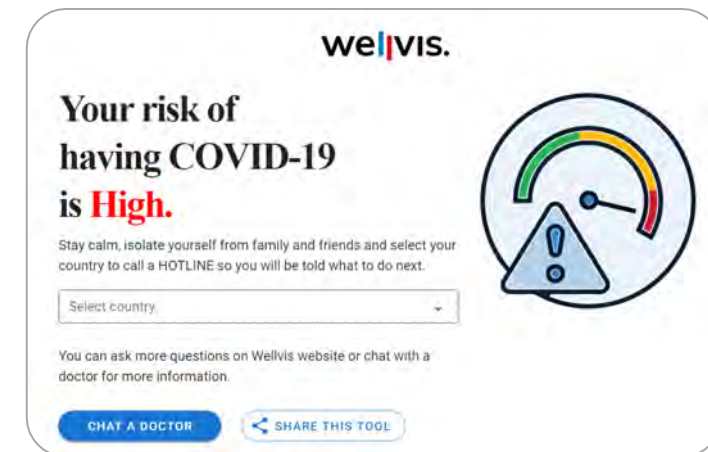 wellvis.
Your risk of
having COVID-19
is High.
Stay calm, isolate yourself from family and friends and select your
country to call a HOTLINE so you will be told what to do next.
Select country
You can ask more questions on Wellvis website or chat with a
doctor for more information.
CHAT A DOCTOR
SHARE THIS TOOL